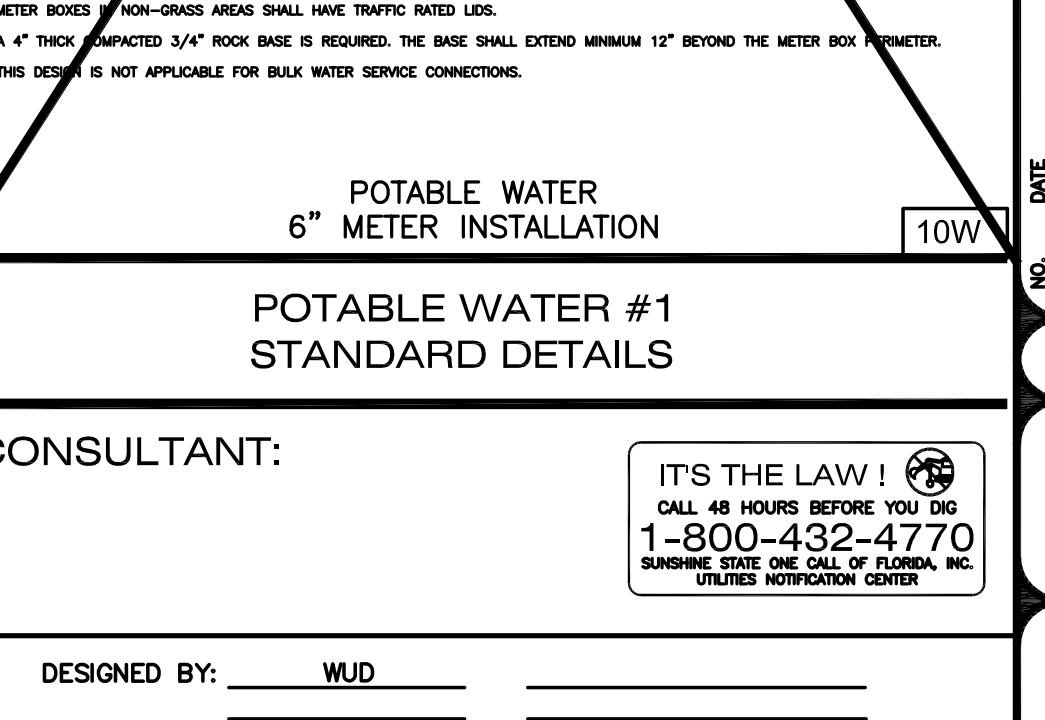 METER BOXES IN NON-GRASS AREAS SHALL HAVE TRAFFIC RATED LIDS.
A 4" THICK COMPACTED 3/4" ROCK BASE IS REQUIRED. THE BASE SHALL EXTEND MINIMUM 12" BEYOND THE METER BOX PERIMETER.
THIS DESIGN IS NOT APPLICABLE FOR BULK WATER SERVICE CONNECTIONS.
POTABLE WATER
6" METER INSTALLATION
10W
POTABLE WATER #1
STANDARD DETAILS
CONSULTANT:
IT'S THE LAW !
CALL 48 HOURS BEFORE YOU DIG
1-800-432-4770
SUNSHINE STATE ONE CALL OF FLORIDA, INC.
UTILITIES NOTIFICATION CENTER
DESIGNED BY: WUD
NO. DATE